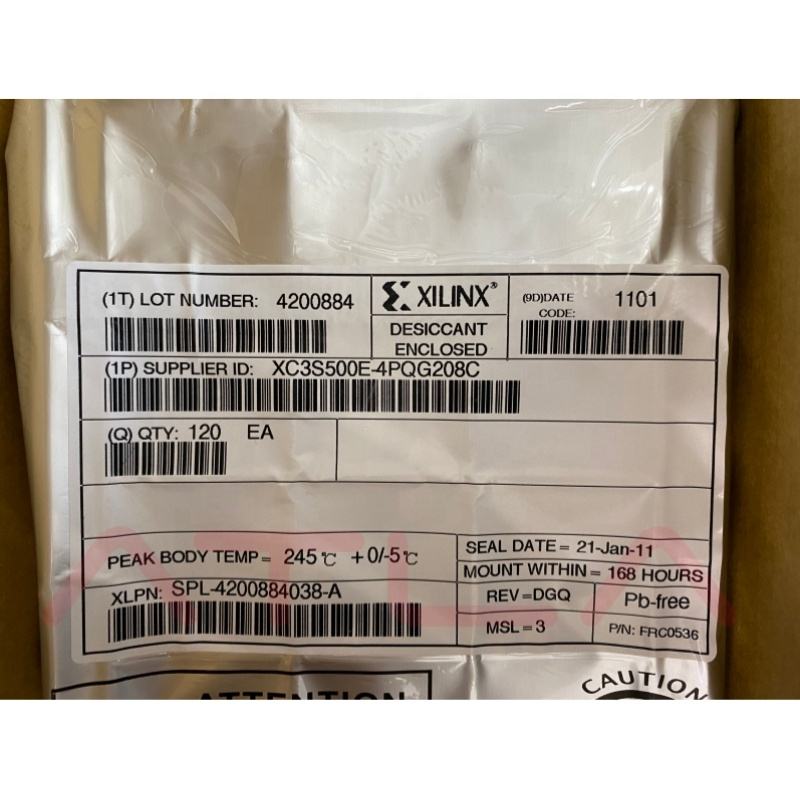 (1T) LOT NUMBER: 4200884
XILINX®
DESICCANT
ENCLOSED
(9D)DATE
CODE:
1101
(1P) SUPPLIER ID: XC3S500E-4PQG208C
(Q) QTY: 120 EA
PEAK BODY TEMP= 245℃ +0/-5℃
SEAL DATE= 21-Jan-11
MOUNT WITHIN= 168 HOURS
XLPN: SPL-4200884038-A
REV=DGQ
Pb-free
MSL=3
P/N: FRC0536
ATTENTION
CAUTION